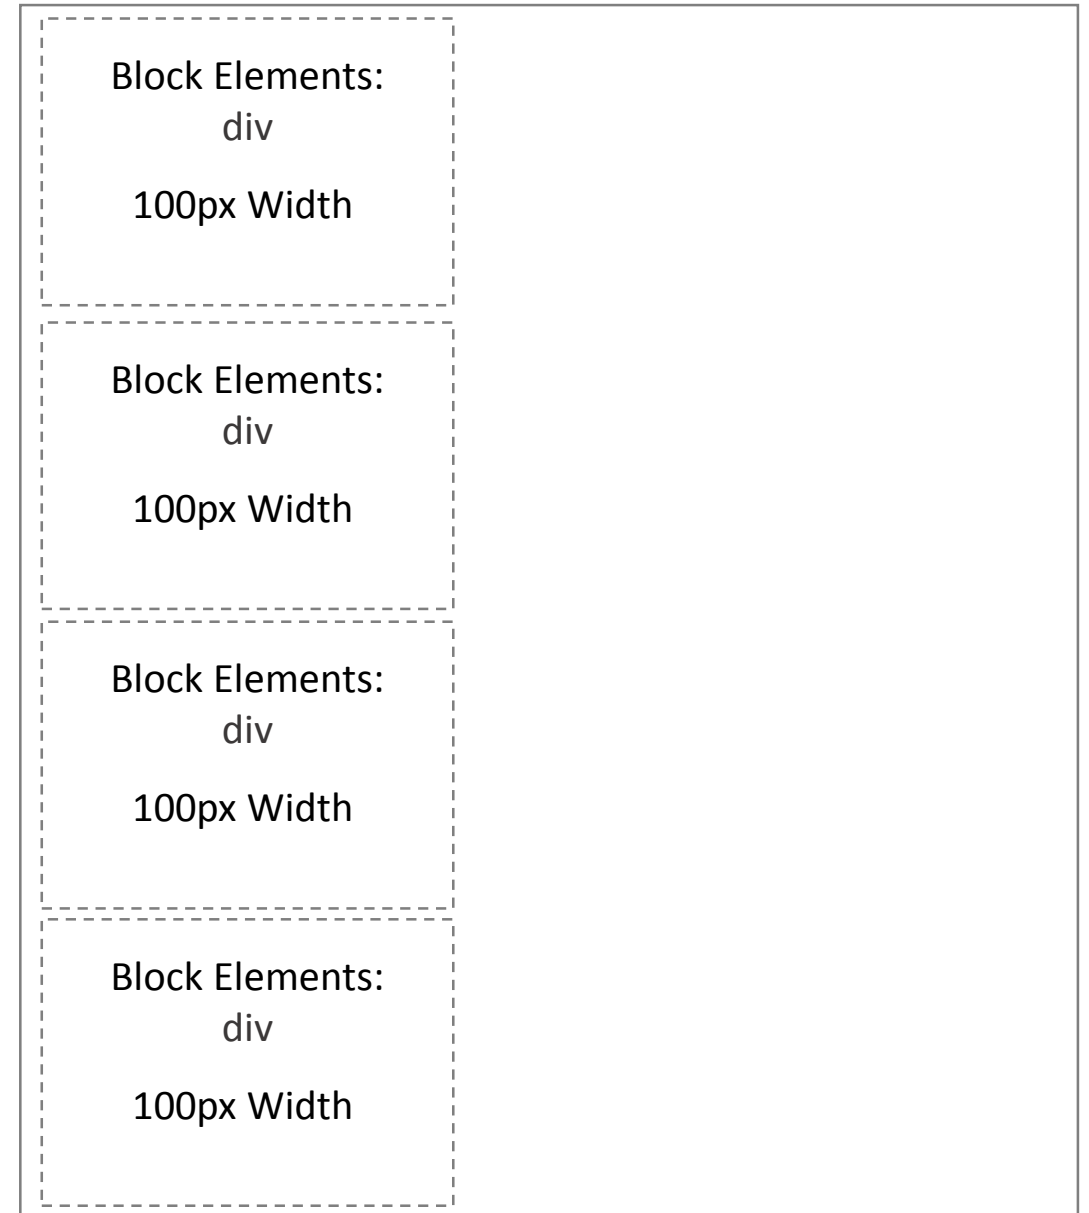 Block Elements:
div
100px Width
Block Elements:
div
100px Width
Block Elements:
div
100px Width
Block Elements:
div
100px Width